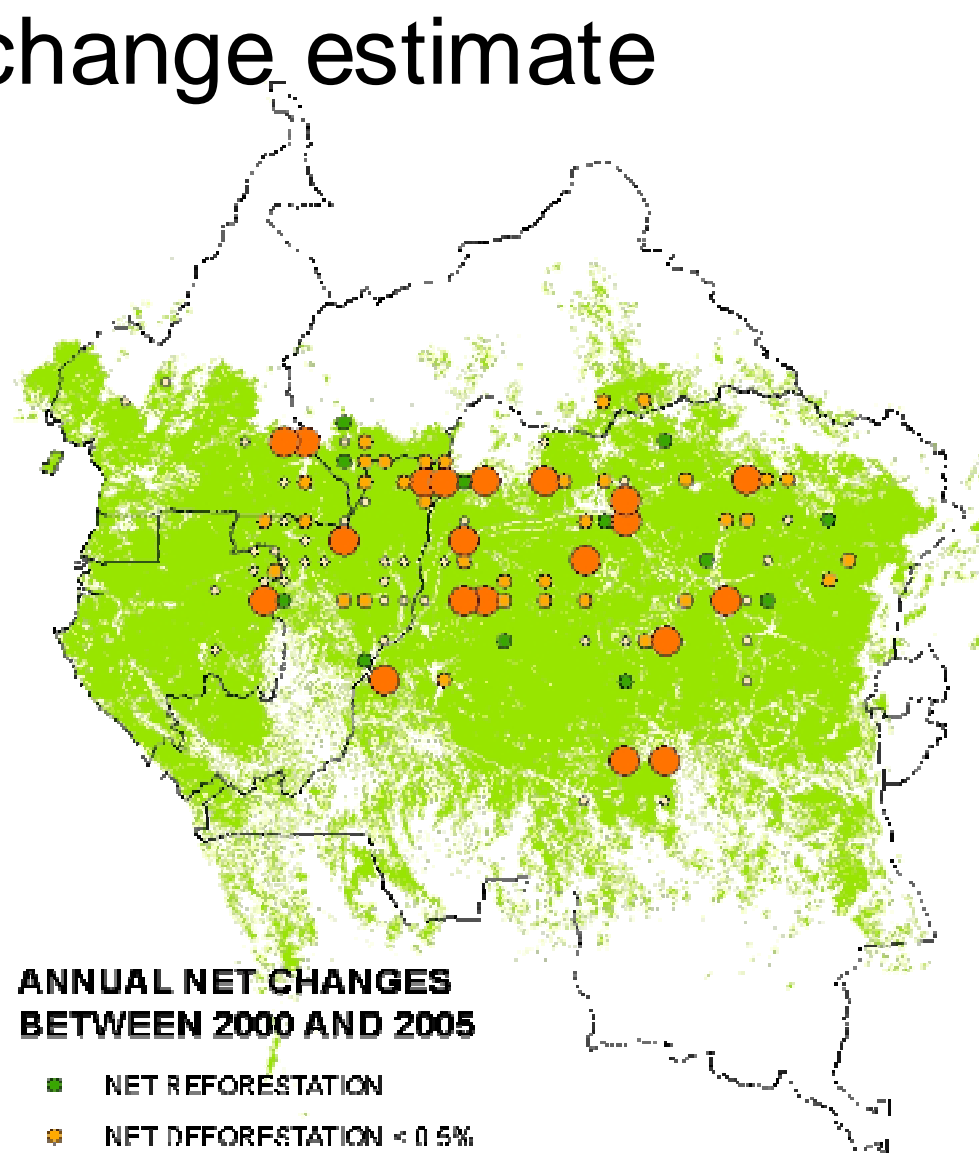 change estimate
ANNUAL NET CHANGES
BETWEEN 2000 AND 2005
NET REFORESTATION
NET DEFORESTATION < 0.5%